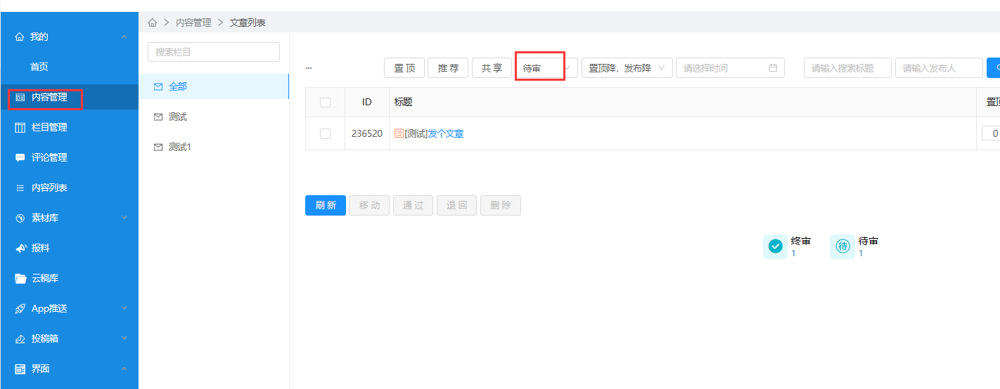 内容管理
文章列表
我的
首页
内容管理
栏目管理
评论管理
内容列表
素材库
报料
云稿库
App推送
投稿箱
界面
搜索栏目
全部
测试
测试1
...
置 顶
推 荐
共 享
待审
置顶降，发布降
请选择时间
请输入搜索标题
请输入发布人
ID
标题
置顶
236520
[测试]发个文章
0
刷 新
移 动
通 过
退 回
删 除
终审
1
待
待审
1